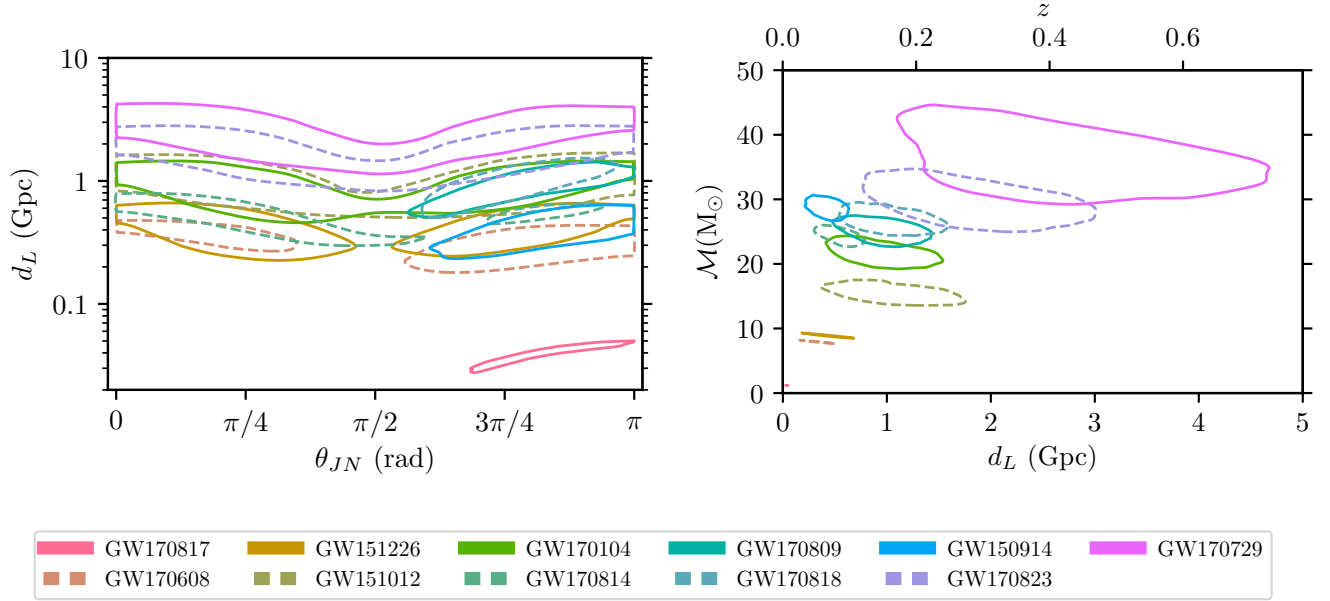 10
1
0.1
d_L (Gpc)
0 π/4 π/2 3π/4 π
θ_JN (rad)
z
0.0 0.2 0.4 0.6
50
40
30
20
10
0
ℳ(M_⊙)
0 1 2 3 4 5
d_L (Gpc)
GW170817 GW151226 GW170104 GW170809 GW150914 GW170729
GW170608 GW151012 GW170814 GW170818 GW170823